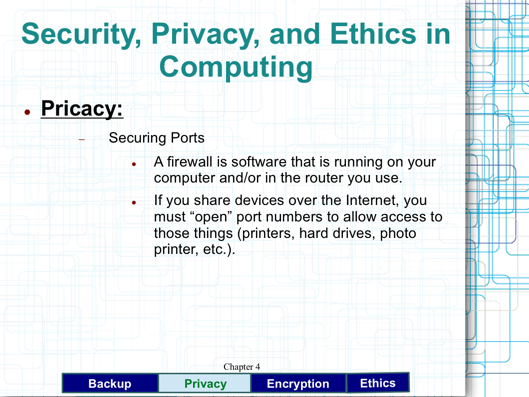 Security, Privacy, and Ethics in
Computing
● Pricacy:
– Securing Ports
● A firewall is software that is running on your
computer and/or in the router you use.
● If you share devices over the Internet, you
must “open” port numbers to allow access to
those things (printers, hard drives, photo
printer, etc.).
Chapter 4
Backup Privacy Encryption Ethics